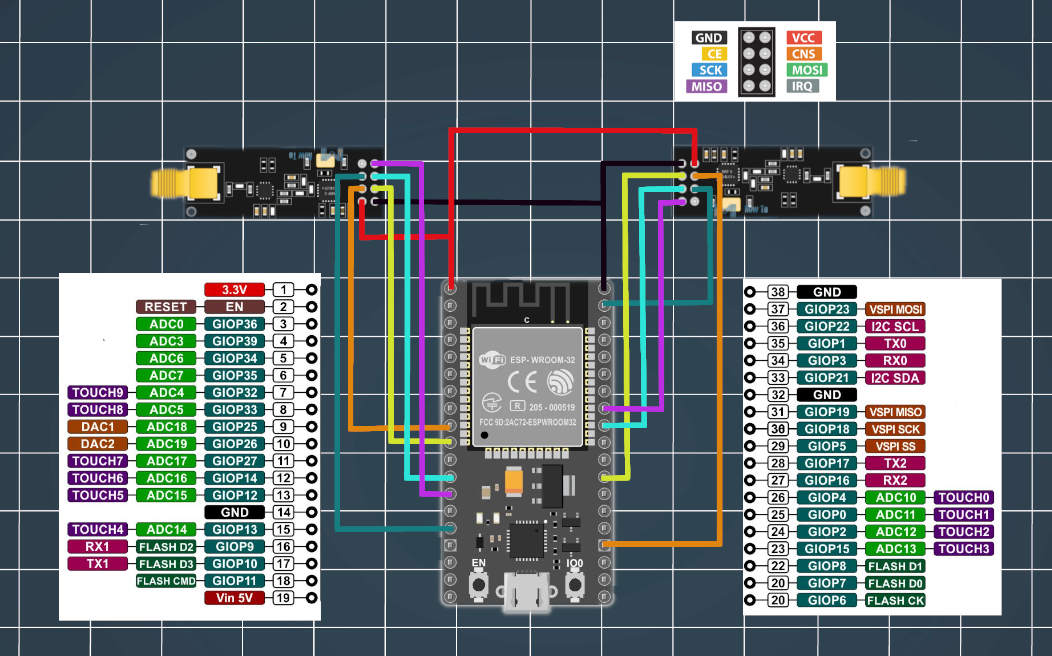 GND VCC
CE CNS
SCK MOSI
MISO IRQ
3.3V 1
RESET EN 2
ADC0 GIOP36 3
ADC3 GIOP39 4
ADC6 GIOP34 5
ADC7 GIOP35 6
TOUCH9 ADC4 GIOP32 7
TOUCH8 ADC5 GIOP33 8
DAC1 ADC18 GIOP25 9
DAC2 ADC19 GIOP26 10
TOUCH7 ADC17 GIOP27 11
TOUCH6 ADC16 GIOP14 12
TOUCH5 ADC15 GIOP12 13
GND 14
TOUCH4 ADC14 GIOP13 15
RX1 FLASH D2 GIOP9 16
TX1 FLASH D3 GIOP10 17
FLASH CMD GIOP11 18
Vin 5V 19
C
WiFi ESP-WROOM-32
CE FC
R 205-000519
FCC 9D:2AC72-ESPWROOM32
EN IO0
38 GND
37 GIOP23 VSPI MOSI
36 GIOP22 I2C SCL
35 GIOP1 TX0
34 GIOP3 RX0
33 GIOP21 I2C SDA
32 GND
31 GIOP19 VSPI MISO
30 GIOP18 VSPI SCK
29 GIOP5 VSPI SS
28 GIOP17 TX2
27 GIOP16 RX2
26 GIOP4 ADC10 TOUCH0
25 GIOP0 ADC11 TOUCH1
24 GIOP2 ADC12 TOUCH2
23 GIOP15 ADC13 TOUCH3
22 GIOP8 FLASH D1
20 GIOP7 FLASH D0
20 GIOP6 FLASH CK